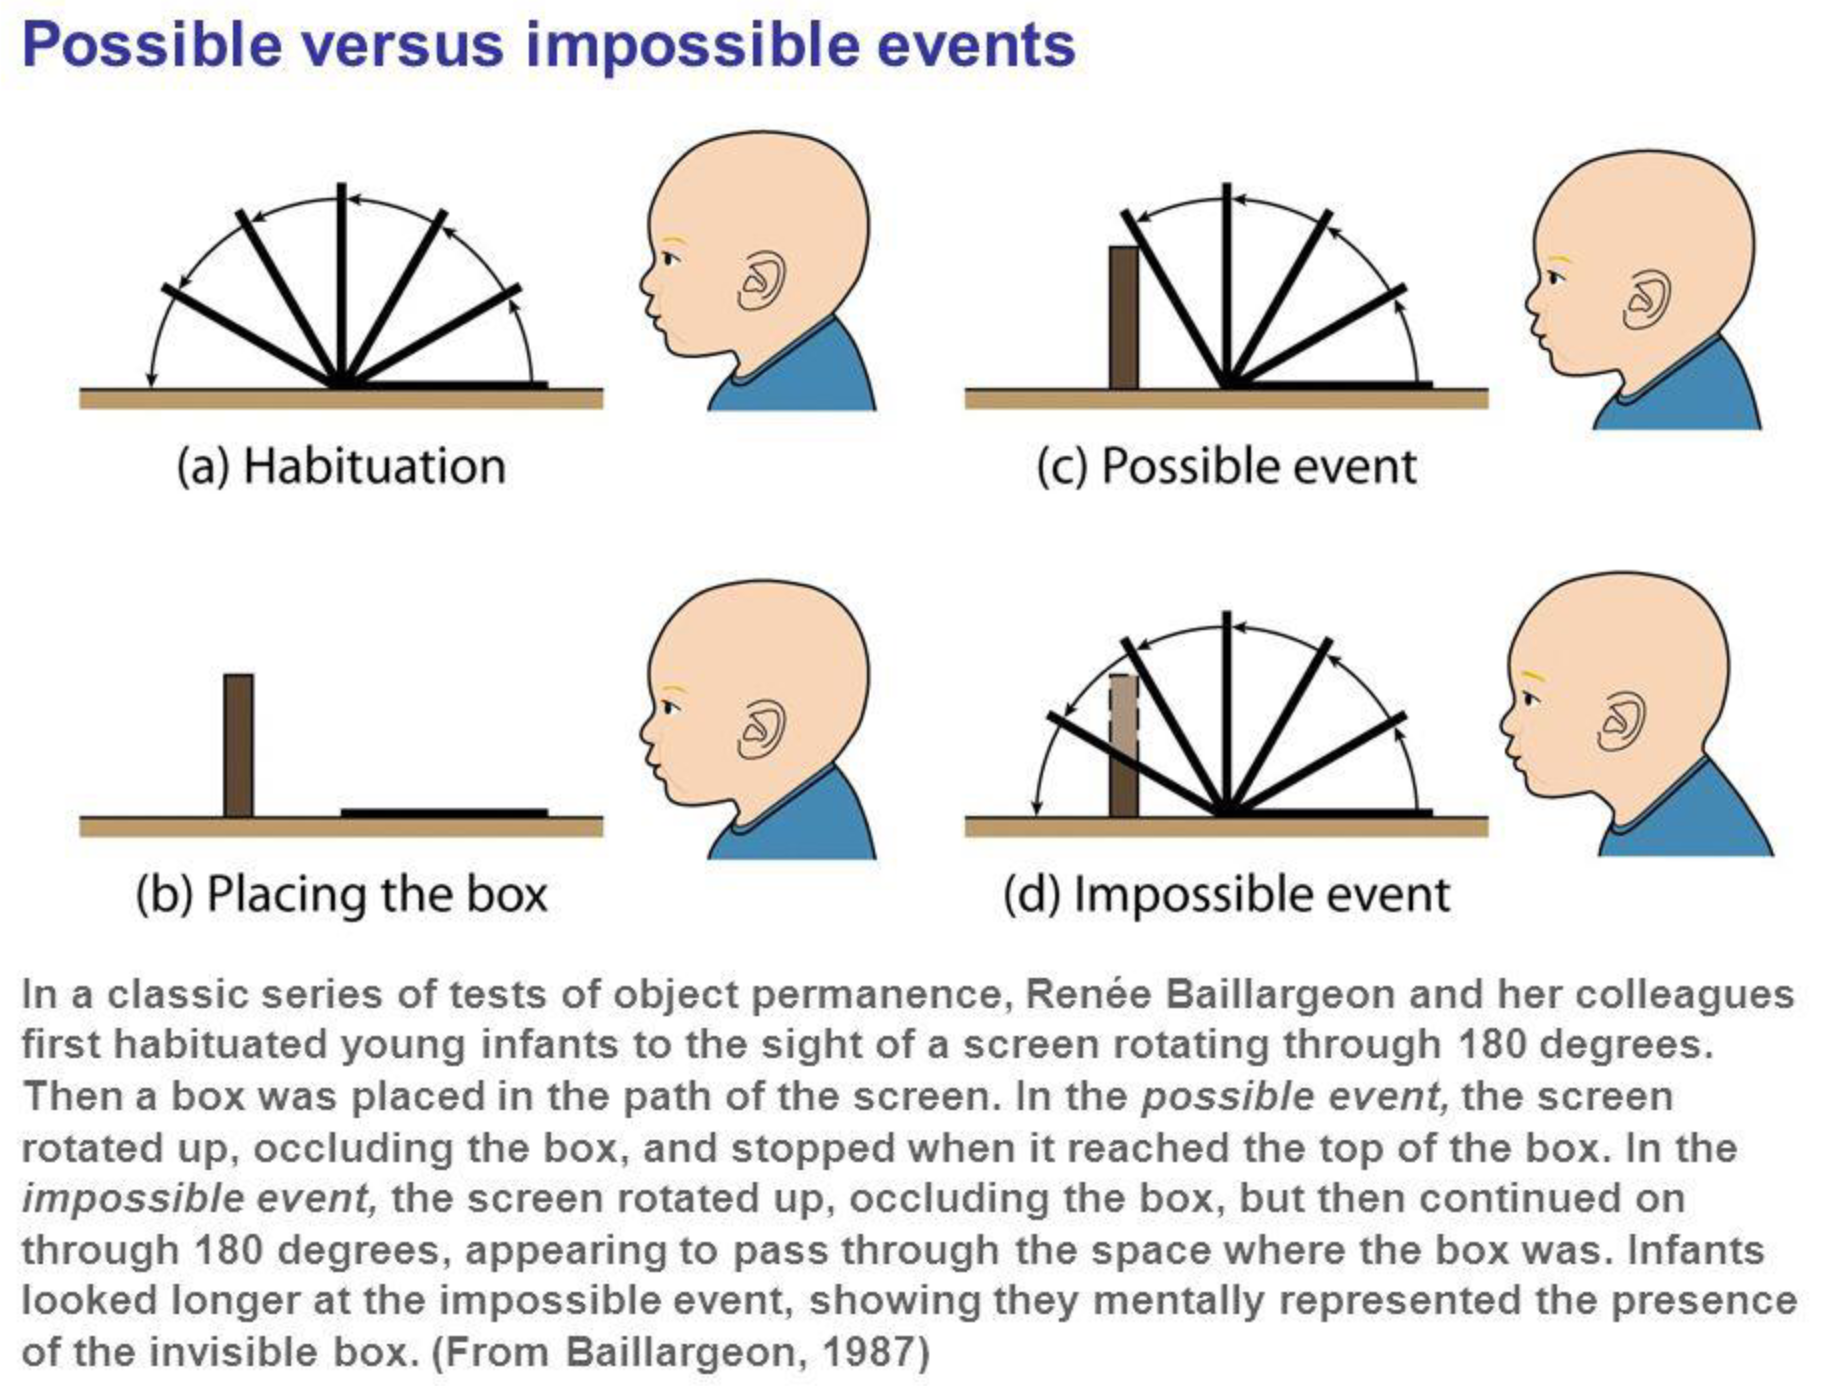 Possible versus impossible events
(a) Habituation
(c) Possible event
(b) Placing the box
(d) Impossible event
In a classic series of tests of object permanence, Renée Baillargeon and her colleagues
first habituated young infants to the sight of a screen rotating through 180 degrees.
Then a box was placed in the path of the screen. In the possible event, the screen
rotated up, occluding the box, and stopped when it reached the top of the box. In the
impossible event, the screen rotated up, occluding the box, but then continued on
through 180 degrees, appearing to pass through the space where the box was. Infants
looked longer at the impossible event, showing they mentally represented the presence
of the invisible box. (From Baillargeon, 1987)